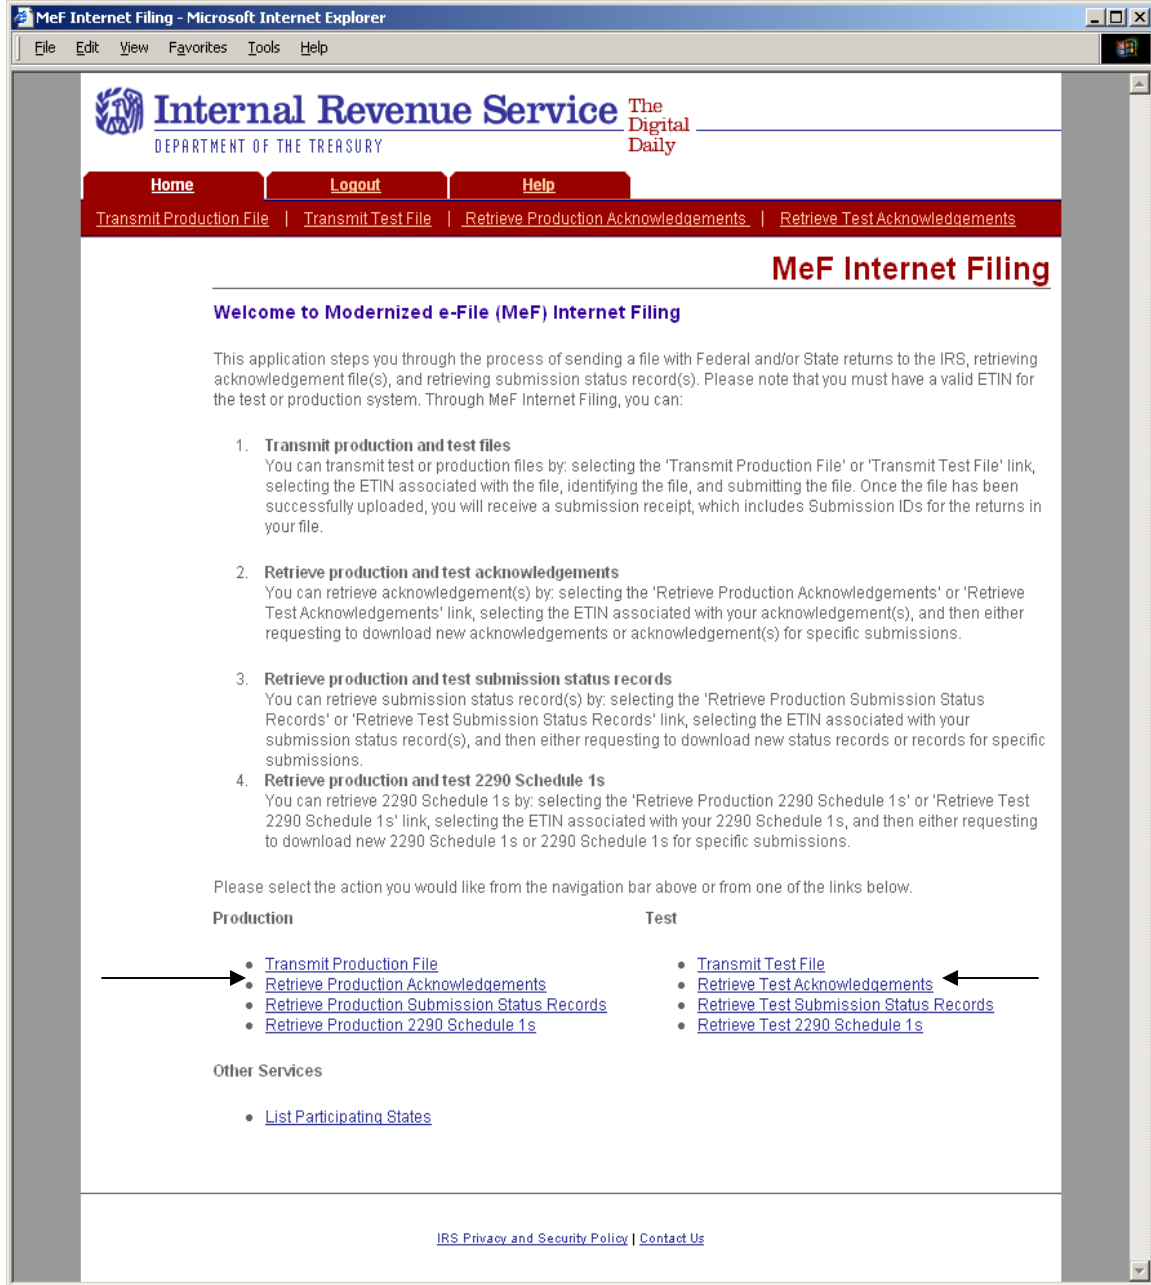 MeF Internet Filing - Microsoft Internet Explorer
File Edit View Favorites Tools Help
Internal Revenue Service
The
Digital
Daily
DEPARTMENT OF THE TREASURY
Home Logout Help
Transmit Production File | Transmit Test File | Retrieve Production Acknowledgements | Retrieve Test Acknowledgements
MeF Internet Filing
Welcome to Modernized e-File (MeF) Internet Filing
This application steps you through the process of sending a file with Federal and/or State returns to the IRS, retrieving
acknowledgement file(s), and retrieving submission status record(s). Please note that you must have a valid ETIN for
the test or production system. Through MeF Internet Filing, you can:
1. Transmit production and test files
You can transmit test or production files by: selecting the 'Transmit Production File' or 'Transmit Test File' link,
selecting the ETIN associated with the file, identifying the file, and submitting the file. Once the file has been
successfully uploaded, you will receive a submission receipt, which includes Submission IDs for the returns in
your file.
2. Retrieve production and test acknowledgements
You can retrieve acknowledgement(s) by: selecting the 'Retrieve Production Acknowledgements' or 'Retrieve
Test Acknowledgements' link, selecting the ETIN associated with your acknowledgement(s), and then either
requesting to download new acknowledgements or acknowledgement(s) for specific submissions.
3. Retrieve production and test submission status records
You can retrieve submission status record(s) by: selecting the 'Retrieve Production Submission Status
Records' or 'Retrieve Test Submission Status Records' link, selecting the ETIN associated with your
submission status record(s), and then either requesting to download new status records or records for specific
submissions.
4. Retrieve production and test 2290 Schedule 1s
You can retrieve 2290 Schedule 1s by: selecting the 'Retrieve Production 2290 Schedule 1s' or 'Retrieve Test
2290 Schedule 1s' link, selecting the ETIN associated with your 2290 Schedule 1s, and then either requesting
to download new 2290 Schedule 1s or 2290 Schedule 1s for specific submissions.
Please select the action you would like from the navigation bar above or from one of the links below.
Production
Transmit Production File
Retrieve Production Acknowledgements
Retrieve Production Submission Status Records
Retrieve Production 2290 Schedule 1s
Test
Transmit Test File
Retrieve Test Acknowledgements
Retrieve Test Submission Status Records
Retrieve Test 2290 Schedule 1s
Other Services
List Participating States
IRS Privacy and Security Policy | Contact Us